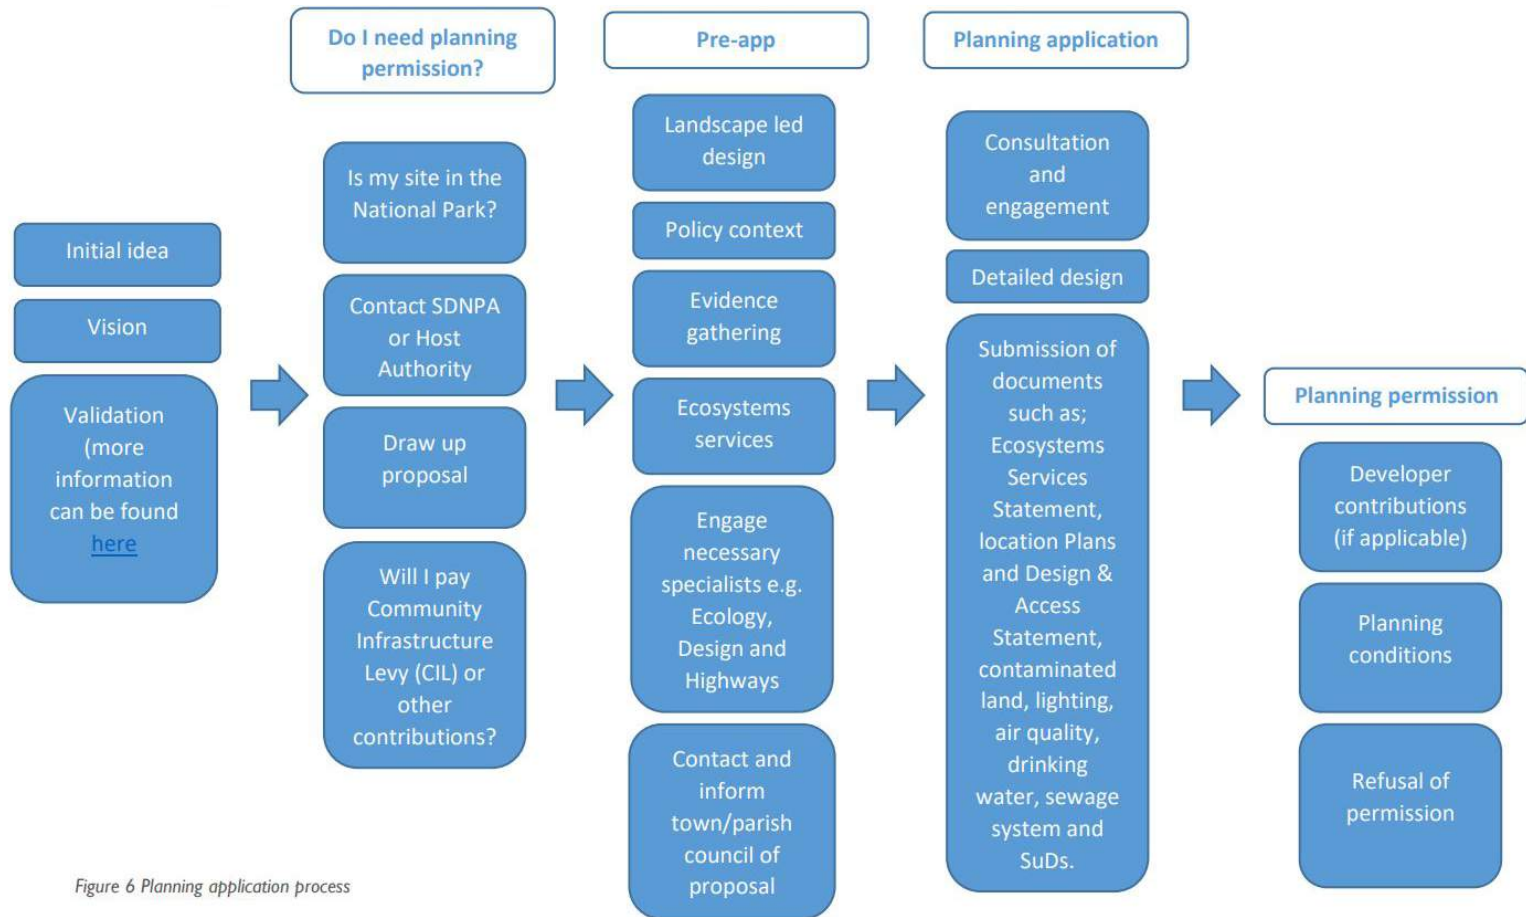 Initial idea
Vision
Validation
(more
information
can be found
here
Do I need planning
permission?
Is my site in the
National Park?
Contact SDNPA
or Host
Authority
Draw up
proposal
Will I pay
Community
Infrastructure
Levy (CIL) or
other
contributions?
Pre-app
Landscape led
design
Policy context
Evidence
gathering
Ecosystems
services
Engage
necessary
specialists e.g.
Ecology,
Design and
Highways
Contact and
inform
town/parish
council of
proposal
Planning application
Consultation
and
engagement
Detailed design
Submission of
documents
such as;
Ecosystems
Services
Statement,
location Plans
and Design &
Access
Statement,
contaminated
land, lighting,
air quality,
drinking
water, sewage
system and
SuDs.
Planning permission
Developer
contributions
(if applicable)
Planning
conditions
Refusal of
permission
Figure 6 Planning application process